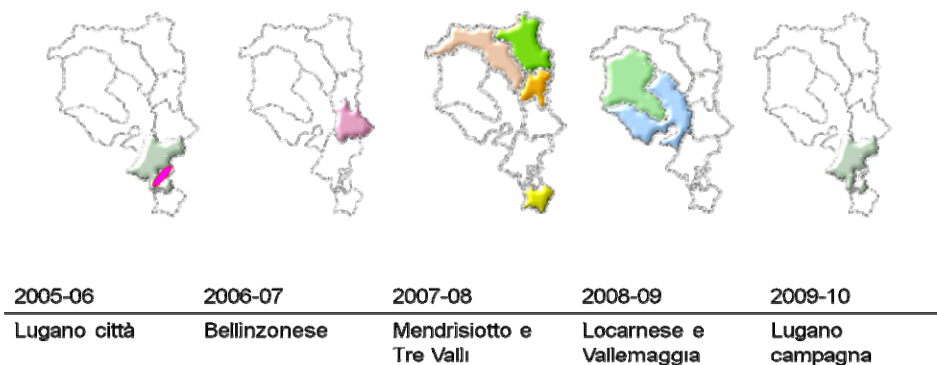 2005-06 2006-07 2007-08 2008-09 2009-10
Lugano città Bellinzonese Mendrisiotto e Locarnese e Lugano
Tre Valli Vallemaggia campagna